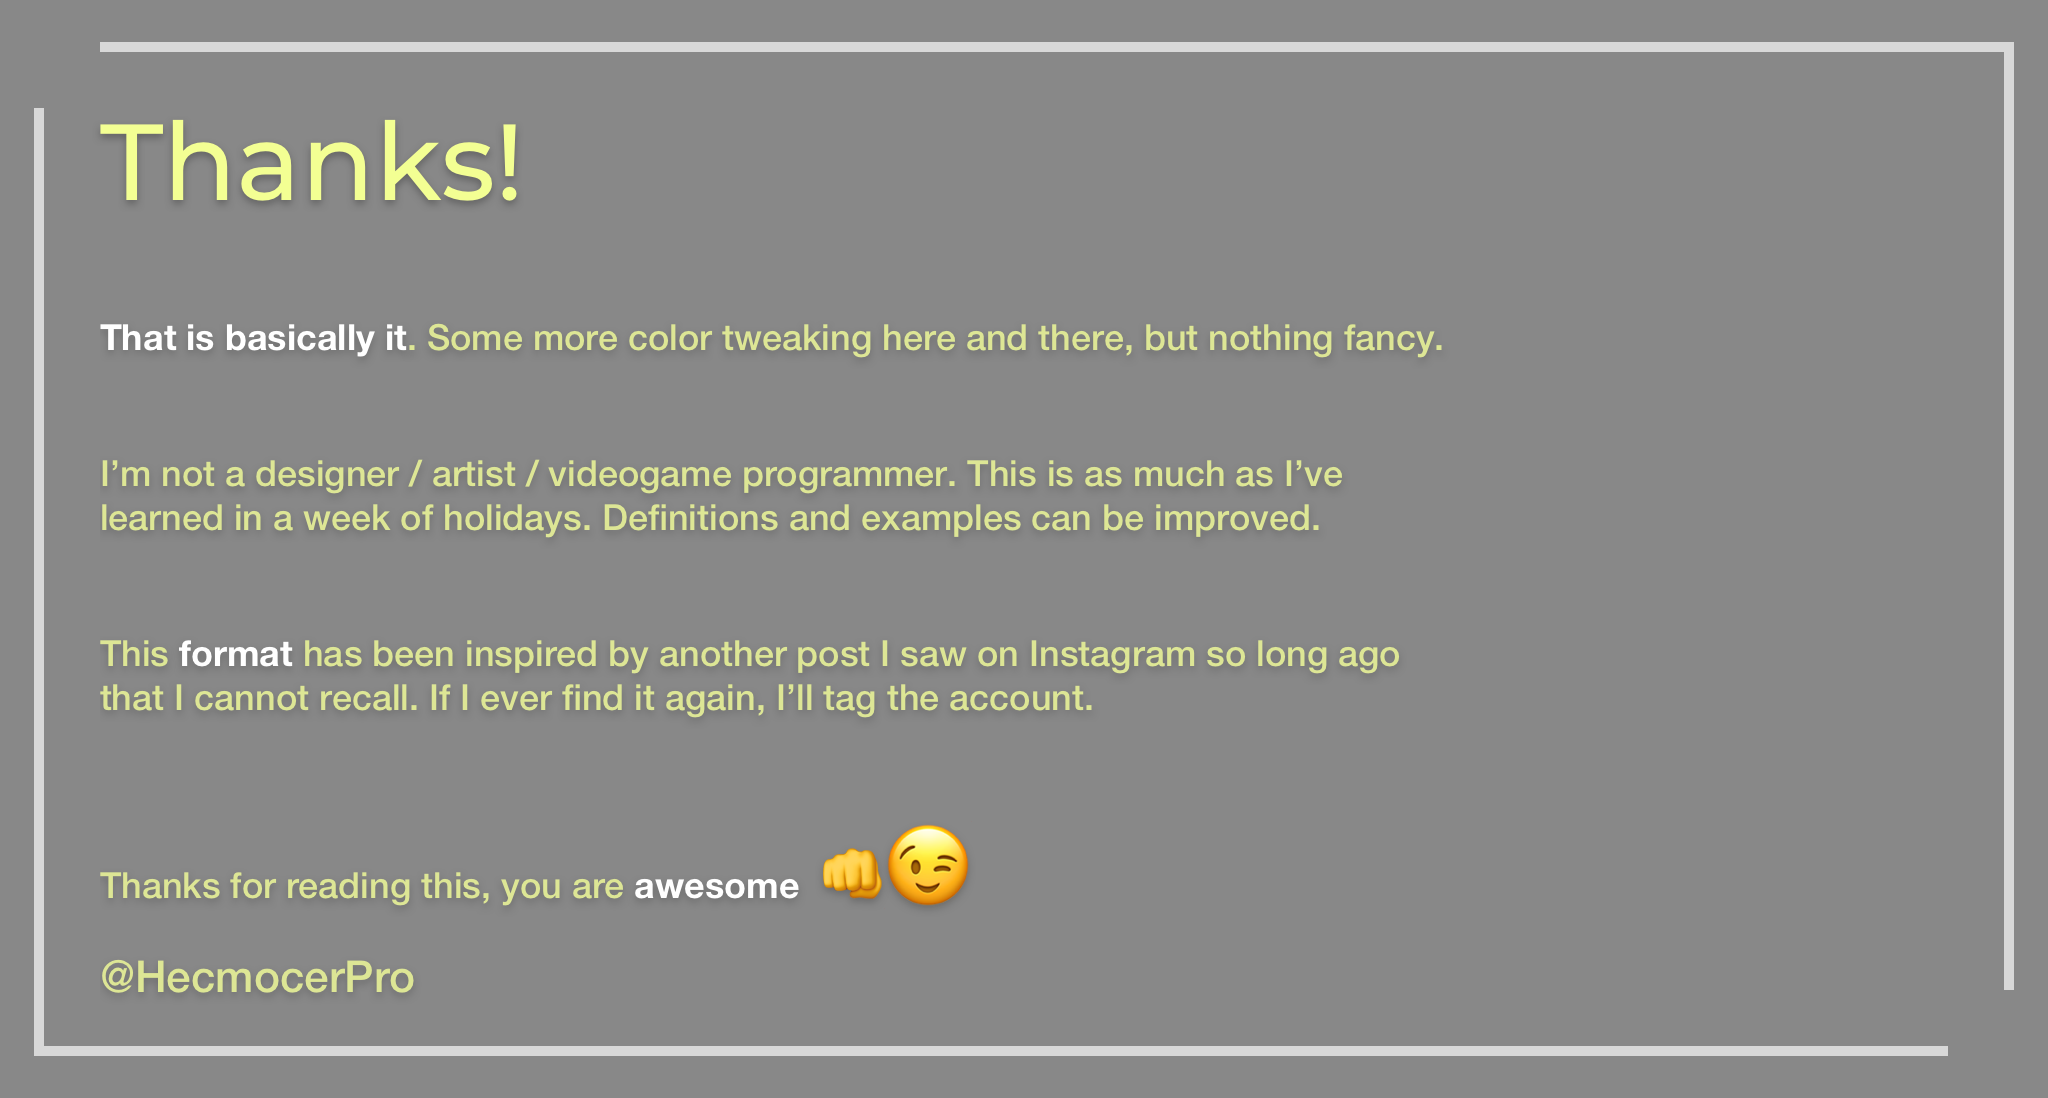 Thanks!
That is basically it. Some more color tweaking here and there, but nothing fancy.
I’m not a designer / artist / videogame programmer. This is as much as I’ve
learned in a week of holidays. Definitions and examples can be improved.
This format has been inspired by another post I saw on Instagram so long ago
that I cannot recall. If I ever find it again, I’ll tag the account.
Thanks for reading this, you are awesome 👊😉
@HecmocerPro